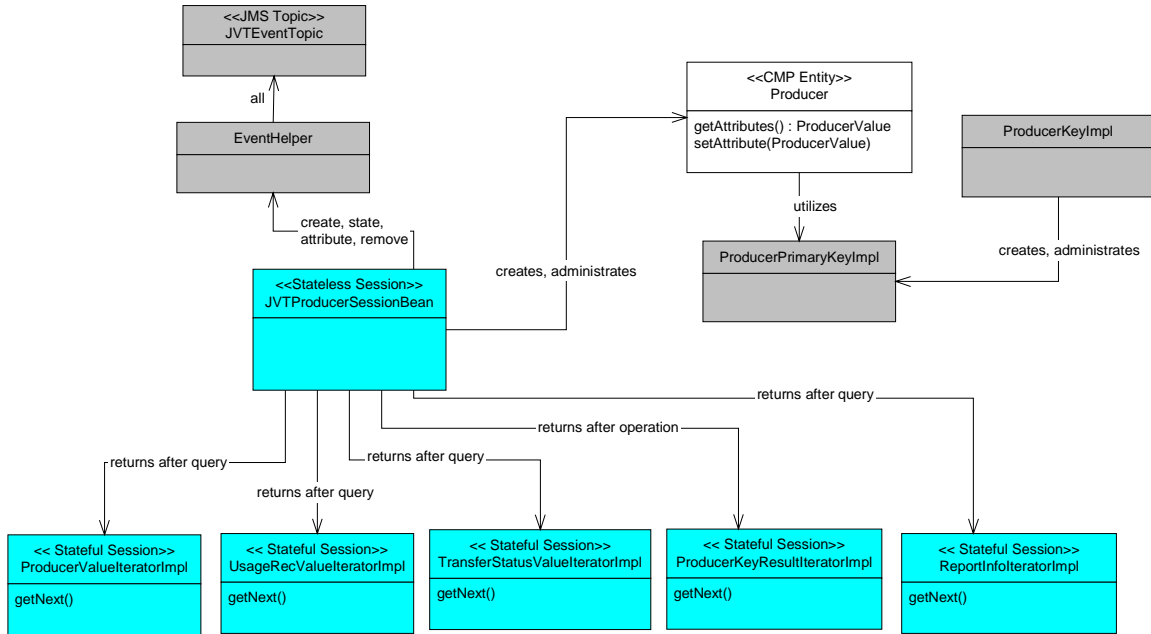 <<JMS Topic>>
JVTEventTopic
all
EventHelper
create, state,
attribute, remove
<<CMP Entity>>
Producer
getAttributes() : ProducerValue
setAttribute(ProducerValue)
ProducerKeyImpl
utilizes
creates, administrates
ProducerPrimaryKeyImpl
creates, administrates
<<Stateless Session>>
JVTProducerSessionBean
returns after query
returns after operation
returns after query
returns after query
returns after query
<< Stateful Session>>
ProducerValueIteratorImpl
getNext()
<< Stateful Session>>
UsageRecValueIteratorImpl
getNext()
<< Stateful Session>>
TransferStatusValueIteratorImpl
getNext()
<< Stateful Session>>
ProducerKeyResultIteratorImpl
getNext()
<< Stateful Session>>
ReportInfoIteratorImpl
getNext()